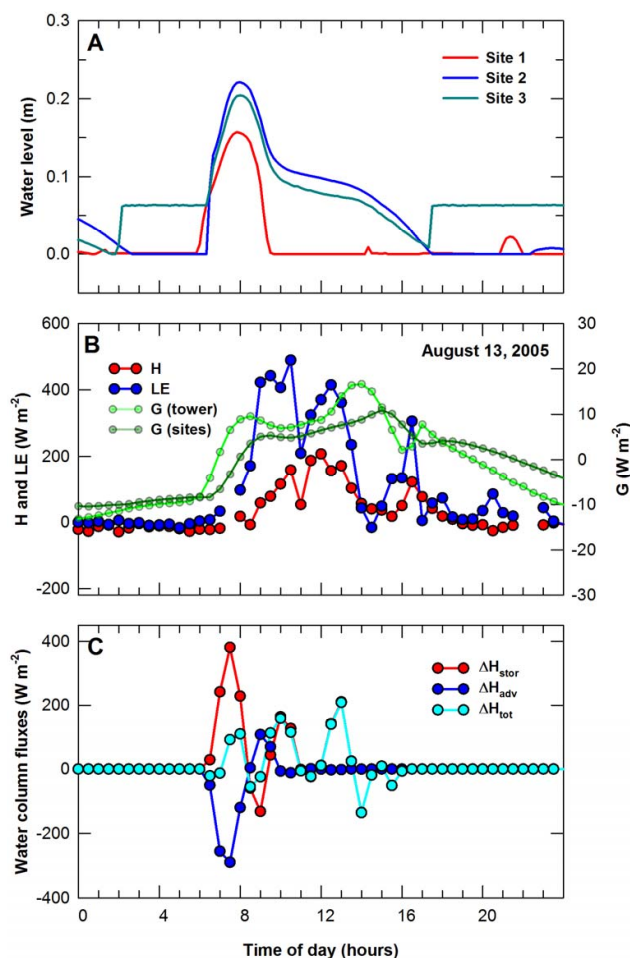 A
Water level (m)
0.3
0.2
0.1
0.0
Site 1
Site 2
Site 3
B
August 13, 2005
H
LE
G (tower)
G (sites)
H and LE (W m-2)
600
400
200
0
-200
G (W m-2)
30
20
10
0
-10
-20
-30
C
ΔHstor
ΔHadv
ΔHtot
Water column fluxes (W m-2)
400
200
0
-200
-400
0 4 8 12 16 20
Time of day (hours)